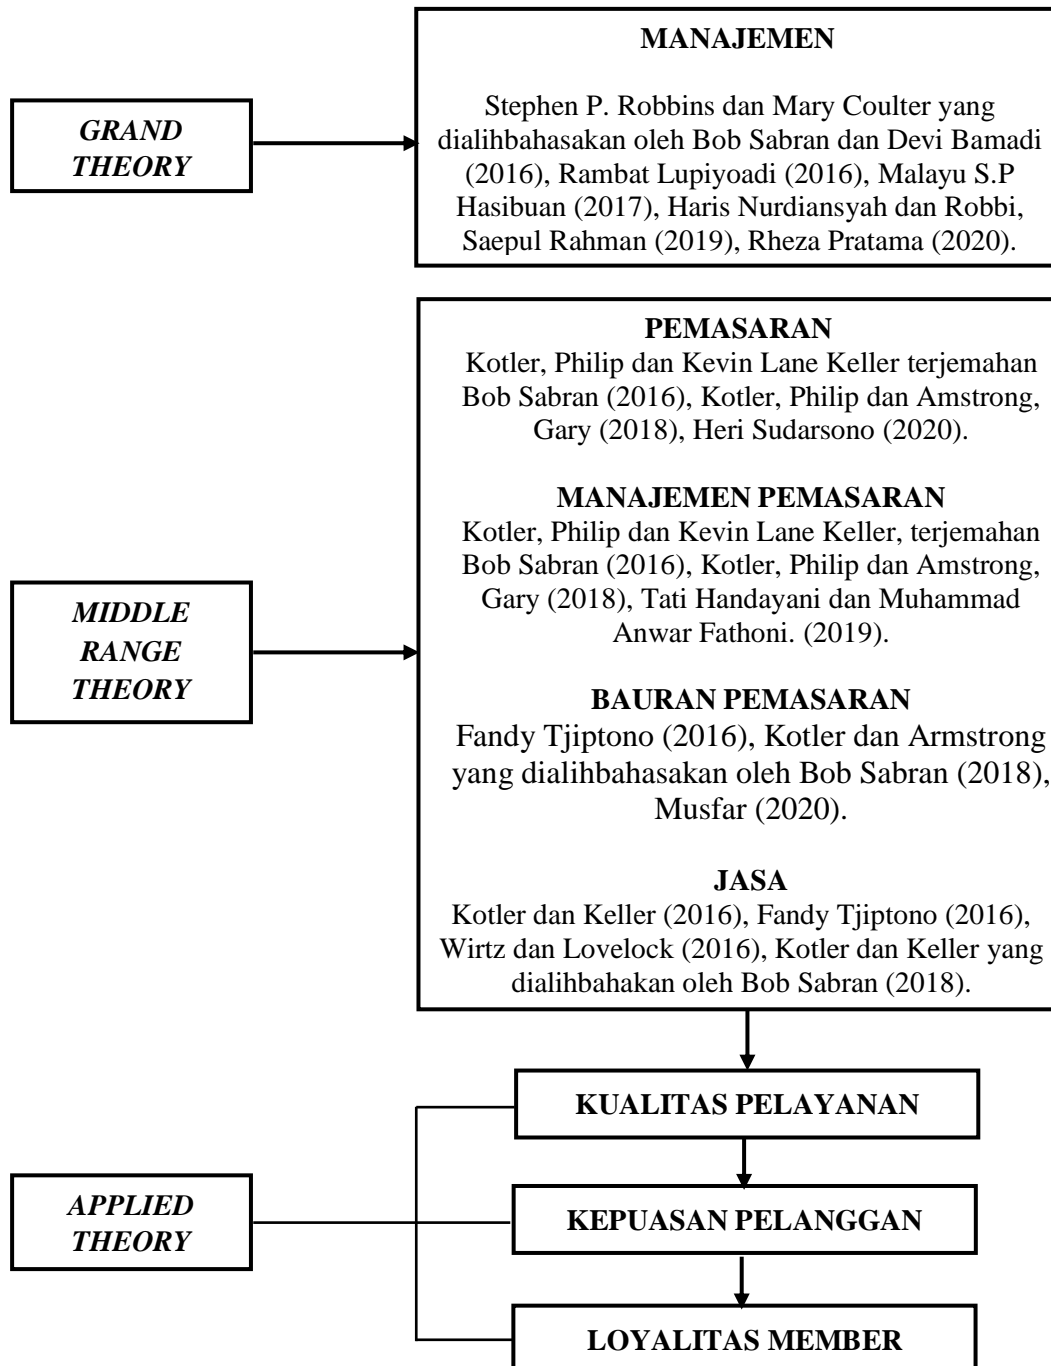 MANAJEMEN
GRAND
THEORY
Stephen P. Robbins dan Mary Coulter yang
dialihbahasakan oleh Bob Sabran dan Devi Bamadi
(2016), Rambat Lupiyoadi (2016), Malayu S.P
Hasibuan (2017), Haris Nurdiansyah dan Robbi,
Saepul Rahman (2019), Rheza Pratama (2020).
MIDDLE
RANGE
THEORY
PEMASARAN
Kotler, Philip dan Kevin Lane Keller terjemahan
Bob Sabran (2016), Kotler, Philip dan Amstrong,
Gary (2018), Heri Sudarsono (2020).
MANAJEMEN PEMASARAN
Kotler, Philip dan Kevin Lane Keller, terjemahan
Bob Sabran (2016), Kotler, Philip dan Amstrong,
Gary (2018), Tati Handayani dan Muhammad
Anwar Fathoni. (2019).
BAURAN PEMASARAN
Fandy Tjiptono (2016), Kotler dan Armstrong
yang dialihbahasakan oleh Bob Sabran (2018),
Musfar (2020).
JASA
Kotler dan Keller (2016), Fandy Tjiptono (2016),
Wirtz dan Lovelock (2016), Kotler dan Keller yang
dialihbahakan oleh Bob Sabran (2018).
APPLIED
THEORY
KUALITAS PELAYANAN
KEPUASAN PELANGGAN
LOYALITAS MEMBER